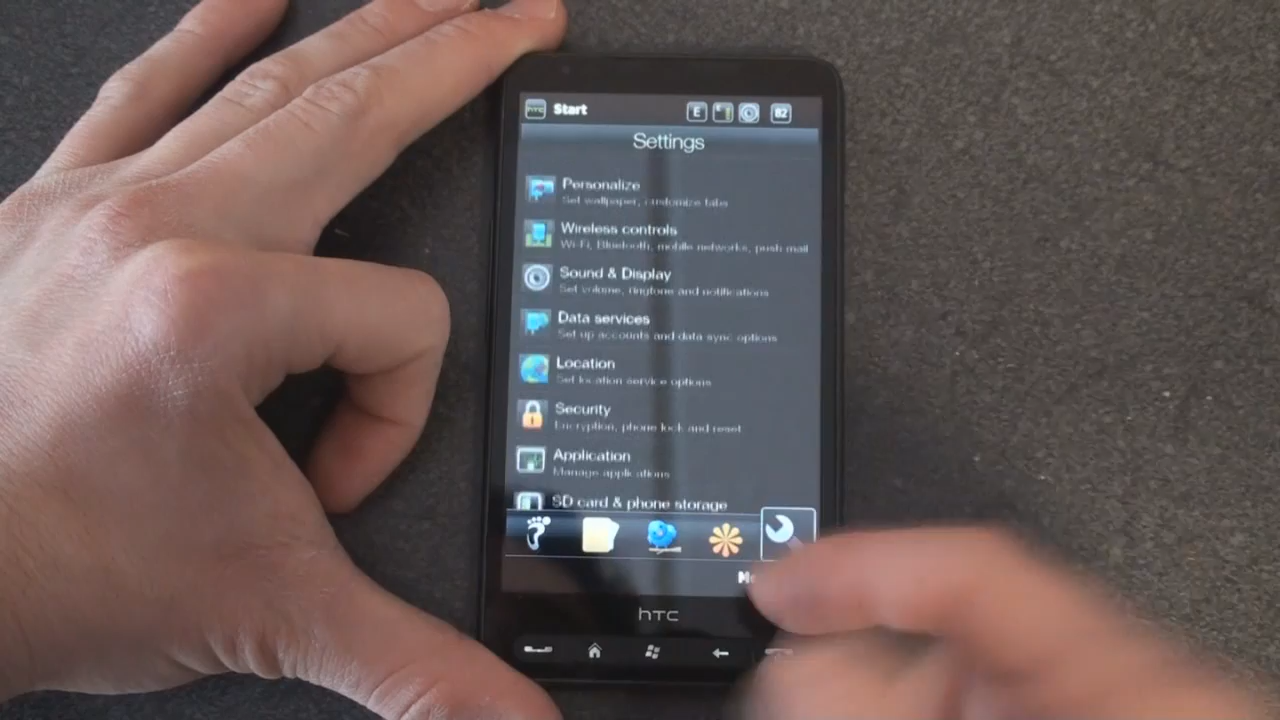 Start E 82
Settings
Personalize
Set wallpaper, customize tabs
Wireless controls
Wi-Fi, Bluetooth, mobile networks, push mail
Sound & Display
Set volume, ringtone and notifications
Data services
Set up accounts and data sync options
Location
Set location service options
Security
Encryption, phone lock and reset
Application
Manage applications
SD card & phone storage
hTC